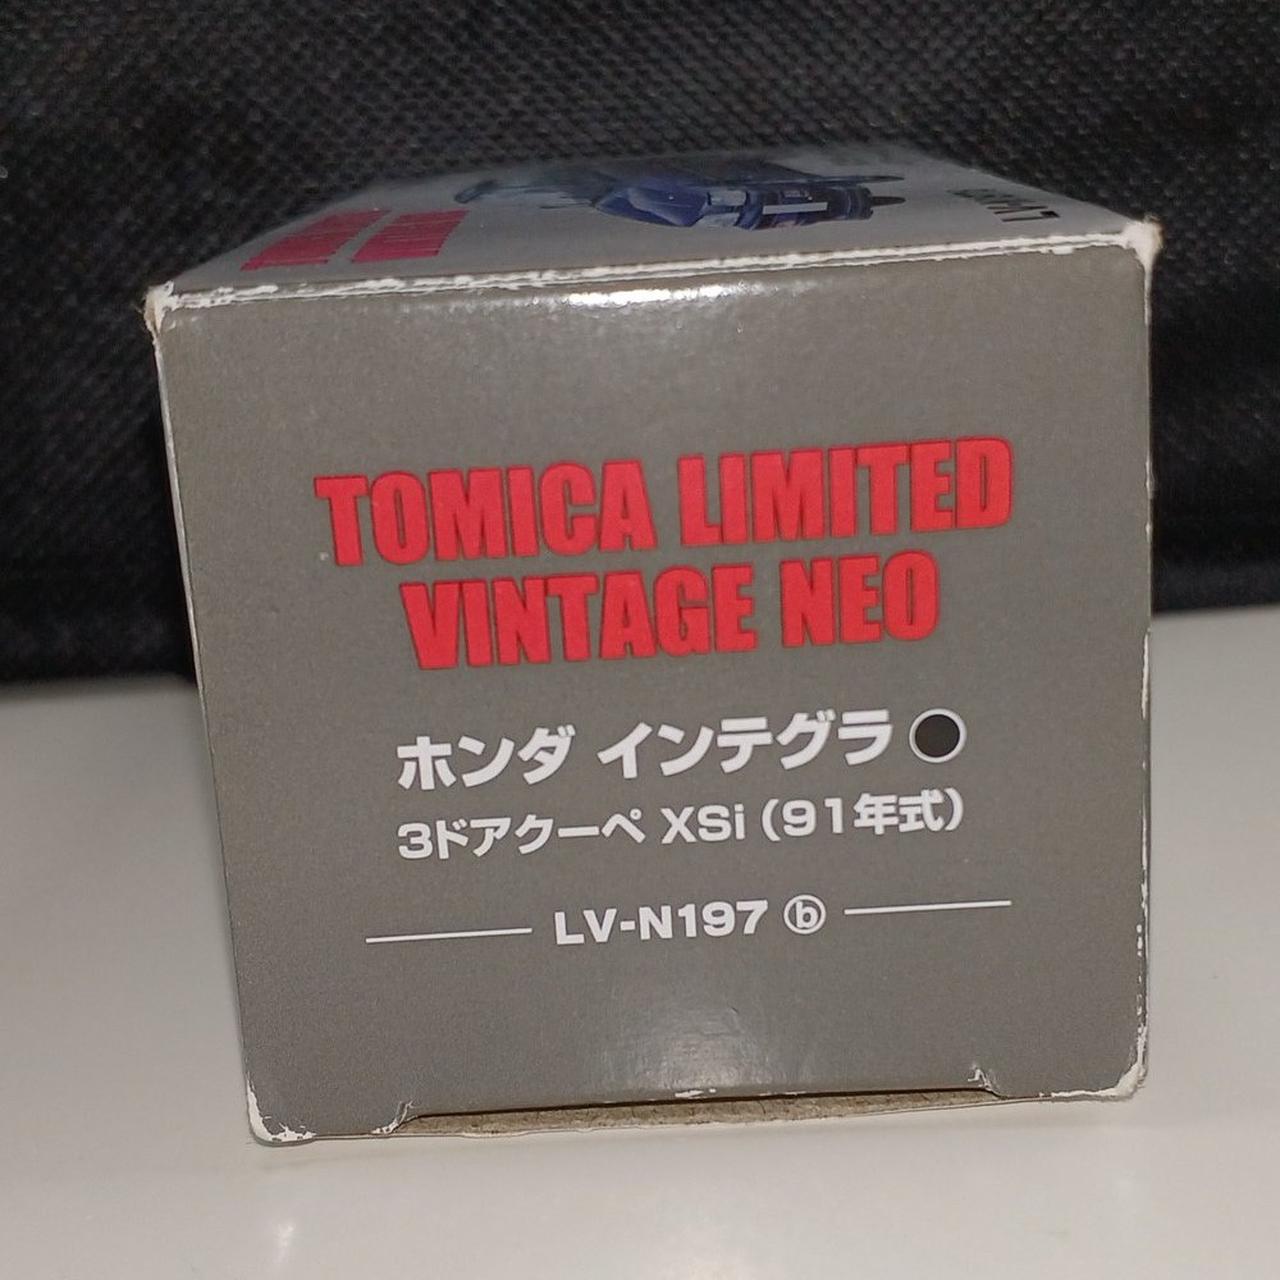 TOMICA LIMITED
VINTAGE NEO
ホンダ インテグラ
3ドアクーペ XSi（91年式）
LV-N197 ⓑ